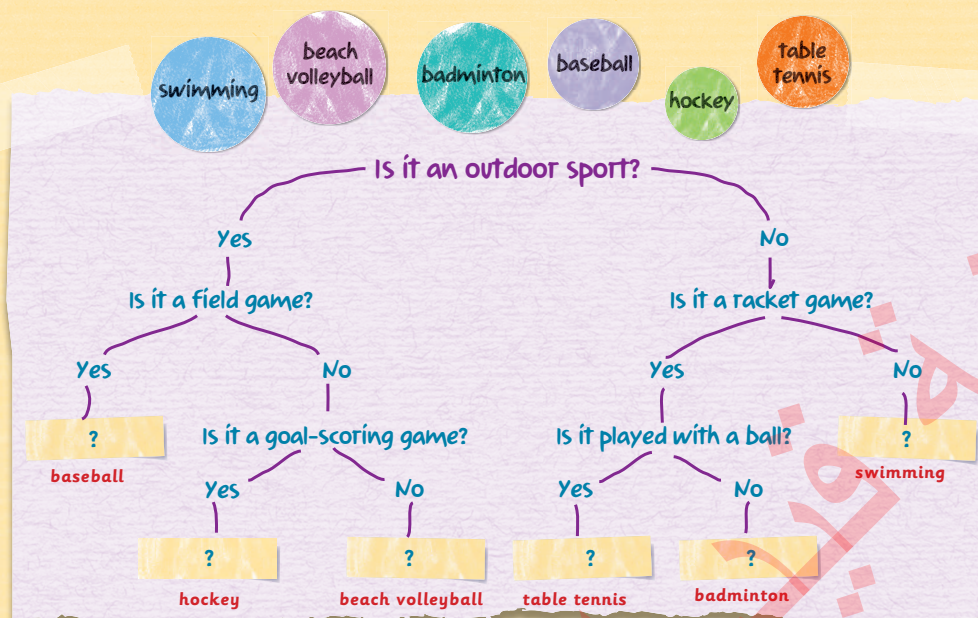 swimming
beach
volleyball
badminton
baseball
hockey
table
tennis
Is it an outdoor sport?
Yes
No
Is it a field game?
Is it a racket game?
Yes
No
Yes
No
?
baseball
Is it a goal-scoring game?
Is it played with a ball?
?
swimming
Yes
No
Yes
No
?
?
?
?
hockey
beach volleyball
table tennis
badminton